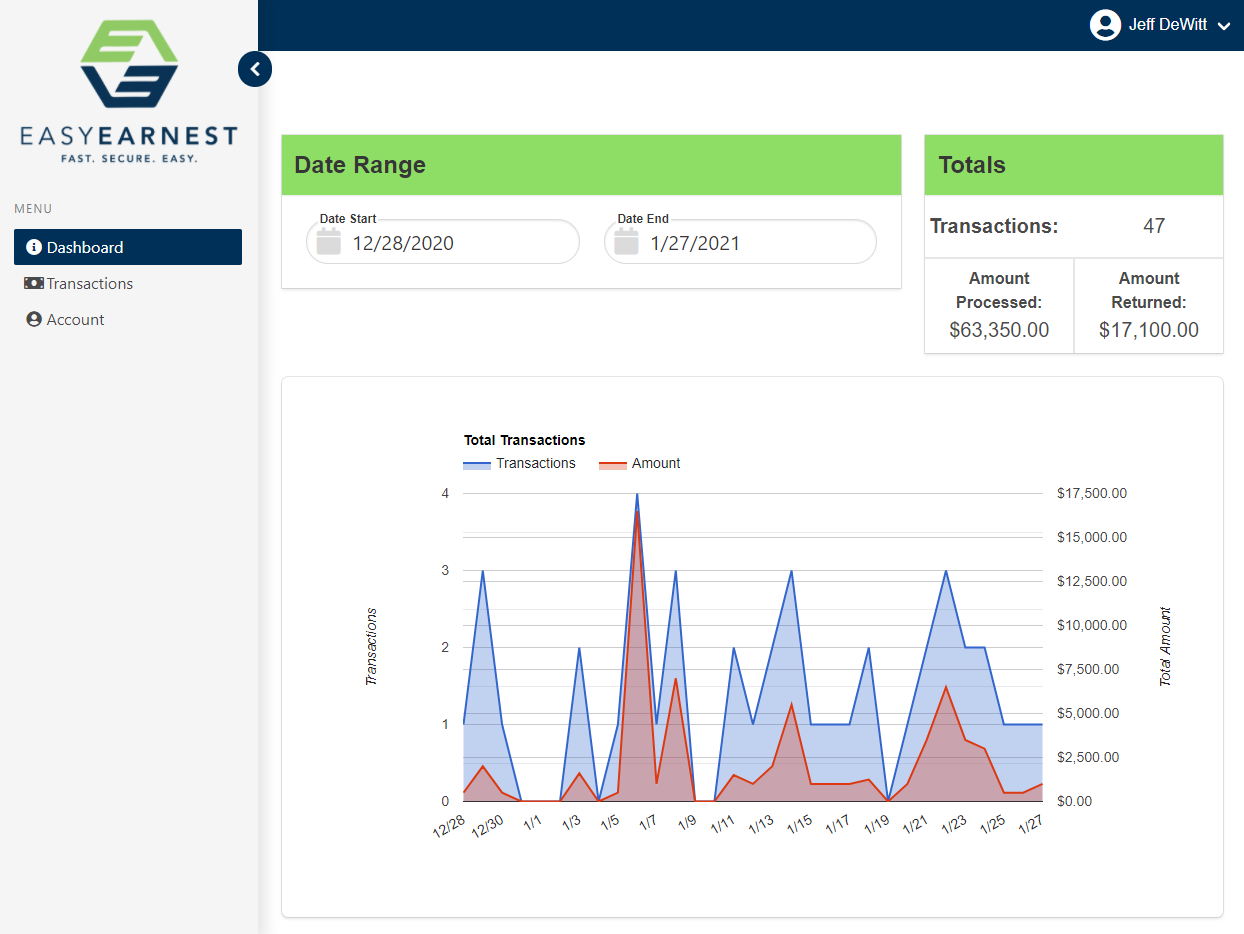 Jeff DeWitt
EASYEARNEST
FAST. SECURE. EASY.
MENU
Dashboard
Transactions
Account
Date Range
Date Start
12/28/2020
Date End
1/27/2021
Totals
Transactions: 47
Amount Processed:
$63,350.00
Amount Returned:
$17,100.00
Total Transactions
Transactions Amount
4
3
2
1
0
Transactions
$17,500.00
$15,000.00
$12,500.00
$10,000.00
$7,500.00
$5,000.00
$2,500.00
$0.00
Total Amount
12/28 12/30 1/1 1/3 1/5 1/7 1/9 1/11 1/13 1/15 1/17 1/19 1/21 1/23 1/25 1/27